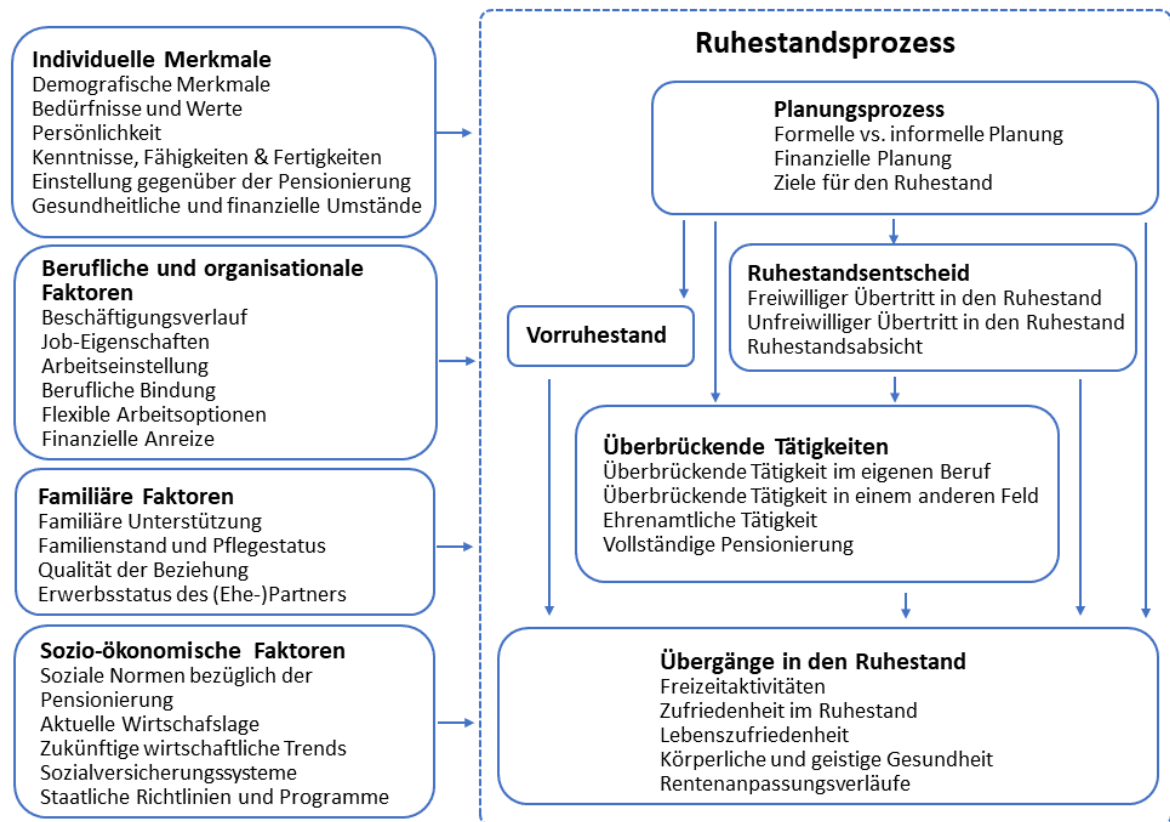 Individuelle Merkmale
Demografische Merkmale
Bedürfnisse und Werte
Persönlichkeit
Kenntnisse, Fähigkeiten & Fertigkeiten
Einstellung gegenüber der Pensionierung
Gesundheitliche und finanzielle Umstände
Berufliche und organisationale
Faktoren
Beschäftigungsverlauf
Job-Eigenschaften
Arbeitseinstellung
Berufliche Bindung
Flexible Arbeitsoptionen
Finanzielle Anreize
Familiäre Faktoren
Familiäre Unterstützung
Familienstand und Pflegestatus
Qualität der Beziehung
Erwerbsstatus des (Ehe-)Partners
Sozio-ökonomische Faktoren
Soziale Normen bezüglich der
Pensionierung
Aktuelle Wirtschafslage
Zukünftige wirtschaftliche Trends
Sozialversicherungssysteme
Staatliche Richtlinien und Programme
Ruhestandsprozess
Planungsprozess
Formelle vs. informelle Planung
Finanzielle Planung
Ziele für den Ruhestand
Ruhestandsentscheid
Freiwilliger Übertritt in den Ruhestand
Unfreiwilliger Übertritt in den Ruhestand
Ruhestandsabsicht
Vorruhestand
Überbrückende Tätigkeiten
Überbrückende Tätigkeit im eigenen Beruf
Überbrückende Tätigkeit in einem anderen Feld
Ehrenamtliche Tätigkeit
Vollständige Pensionierung
Übergänge in den Ruhestand
Freizeitaktivitäten
Zufriedenheit im Ruhestand
Lebenszufriedenheit
Körperliche und geistige Gesundheit
Rentenanpassungsverläufe